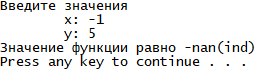 Введите значения
x: -1
y: 5
Значение функции равно -nan(ind)
Press any key to continue . . .